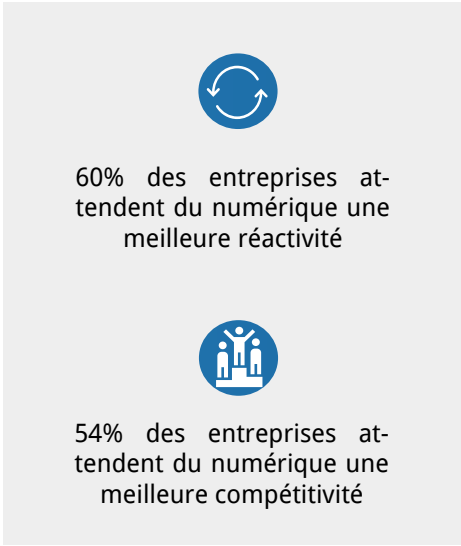 60% des entreprises at-
tendent du numérique une
meilleure réactivité
54% des entreprises at-
tendent du numérique une
meilleure compétitivité